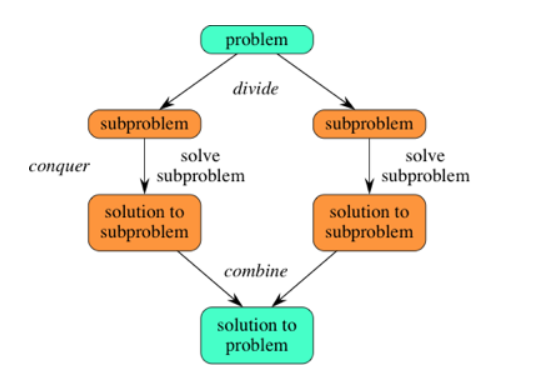 problem
divide
subproblem
subproblem
conquer
solve
subproblem
solve
subproblem
solution to
subproblem
solution to
subproblem
combine
solution to
problem